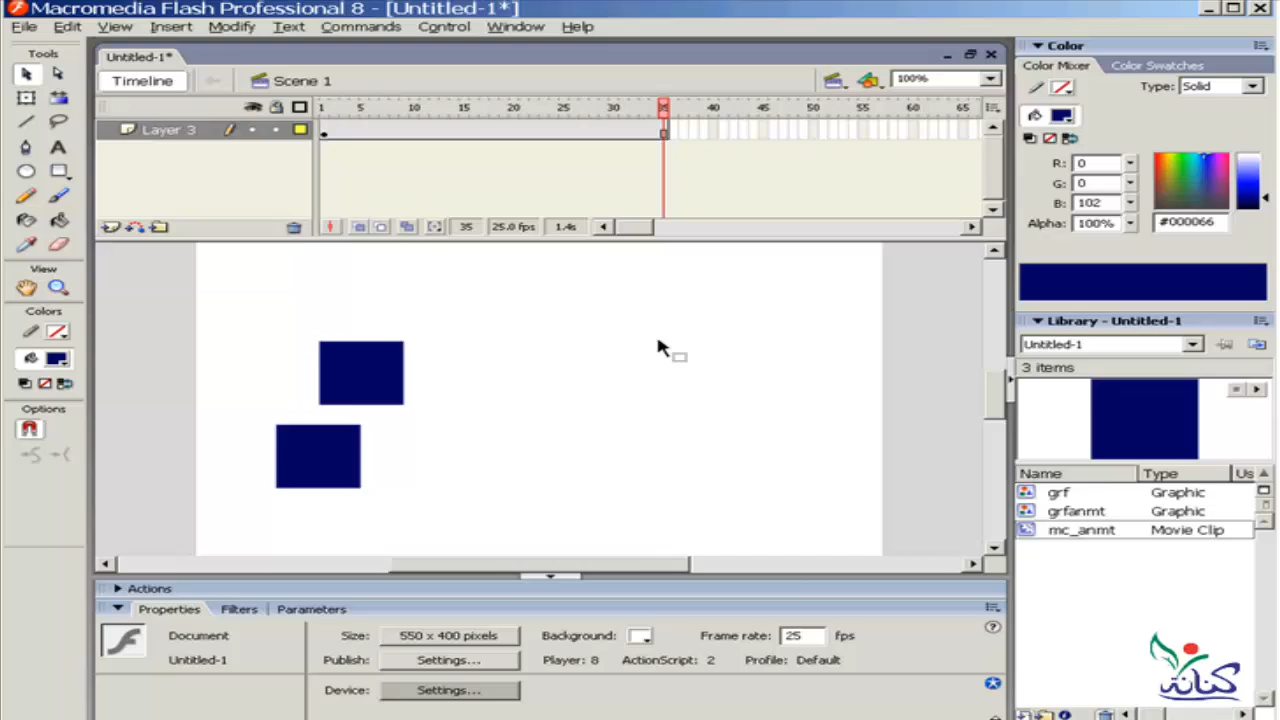 Macromedia Flash Professional 8 - [Untitled-1*]
File Edit View Insert Modify Text Commands Control Window Help
Tools
View
Colors
Options
Untitled-1*
Timeline
Scene 1
100%
1 5 10 15 20 25 30 35 40 45 50 55 60 65
Layer 3
35 25.0 fps 1.4s
Color
Color Mixer Color Swatches
Type: Solid
R: 0
G: 0
B: 102
Alpha: 100% #000066
Library - Untitled-1
Untitled-1
3 items
Name Type Us
grf Graphic
grfanmt Graphic
mc_anmt Movie Clip
Actions
Properties Filters Parameters
Document
Untitled-1
Size: 550 x 400 pixels Background: Frame rate: 25 fps
Publish: Settings... Player: 8 ActionScript: 2 Profile: Default
Device: Settings...
كنانة